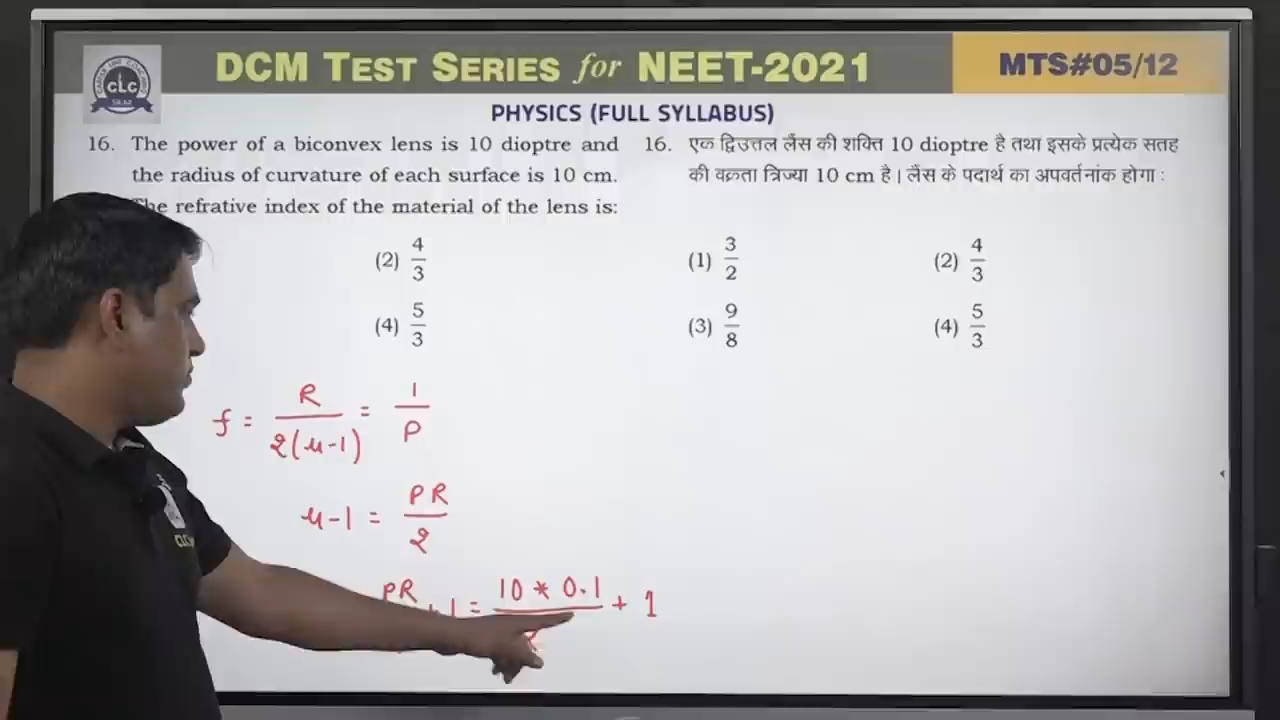 DCM TEST SERIES for NEET-2021
MTS#05/12
CLC
SIKAR
PHYSICS (FULL SYLLABUS)
16. The power of a biconvex lens is 10 dioptre and
the radius of curvature of each surface is 10 cm.
The refrative index of the material of the lens is:
(2) 4/3
(4) 5/3
16. एक द्विउत्तल लैंस की शक्ति 10 dioptre है तथा इसके प्रत्येक सतह
की वक्रता त्रिज्या 10 cm है। लैंस के पदार्थ का अपवर्तनांक होगा :
(1) 3/2 (2) 4/3
(3) 9/8 (4) 5/3
f = R/2(μ-1) = 1/P
μ-1 = PR/2
PR + 1 = 10 * 0.1/2 + 1